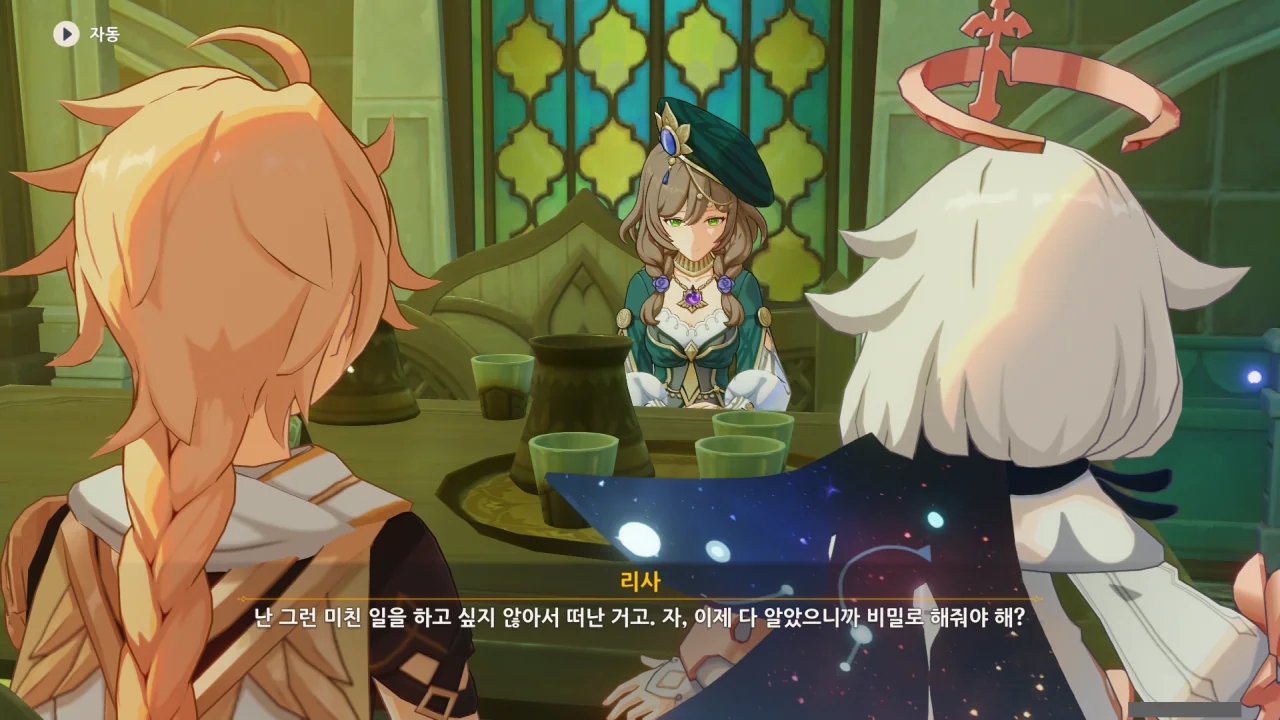 자동
리사
난 그런 미친 일을 하고 싶지 않아서 떠난 거고. 자, 이제 다 알았으니까 비밀로 해줘야 해?